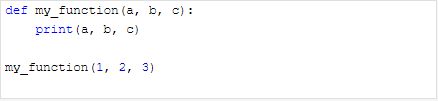 def my_function(a, b, c):
    print(a, b, c)
my_function(1, 2, 3)